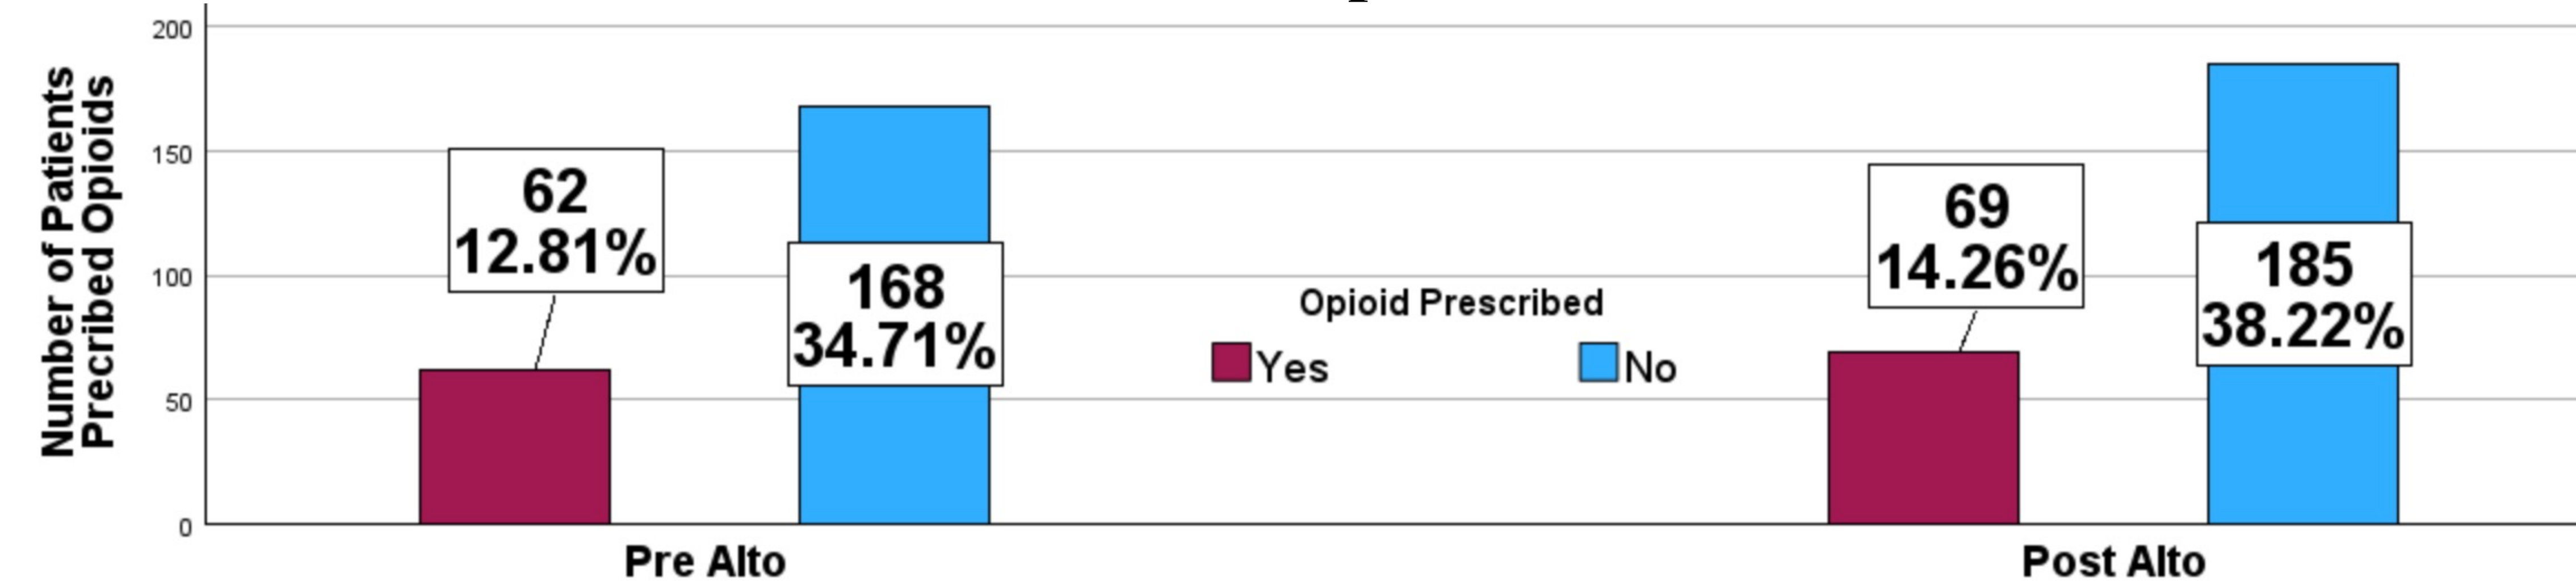 Number of Patients
Precribed Opioids
200
150
100
50
0
62
12.81%
168
34.71%
Opioid Prescribed
Yes
No
69
14.26%
185
38.22%
Pre Alto
Post Alto